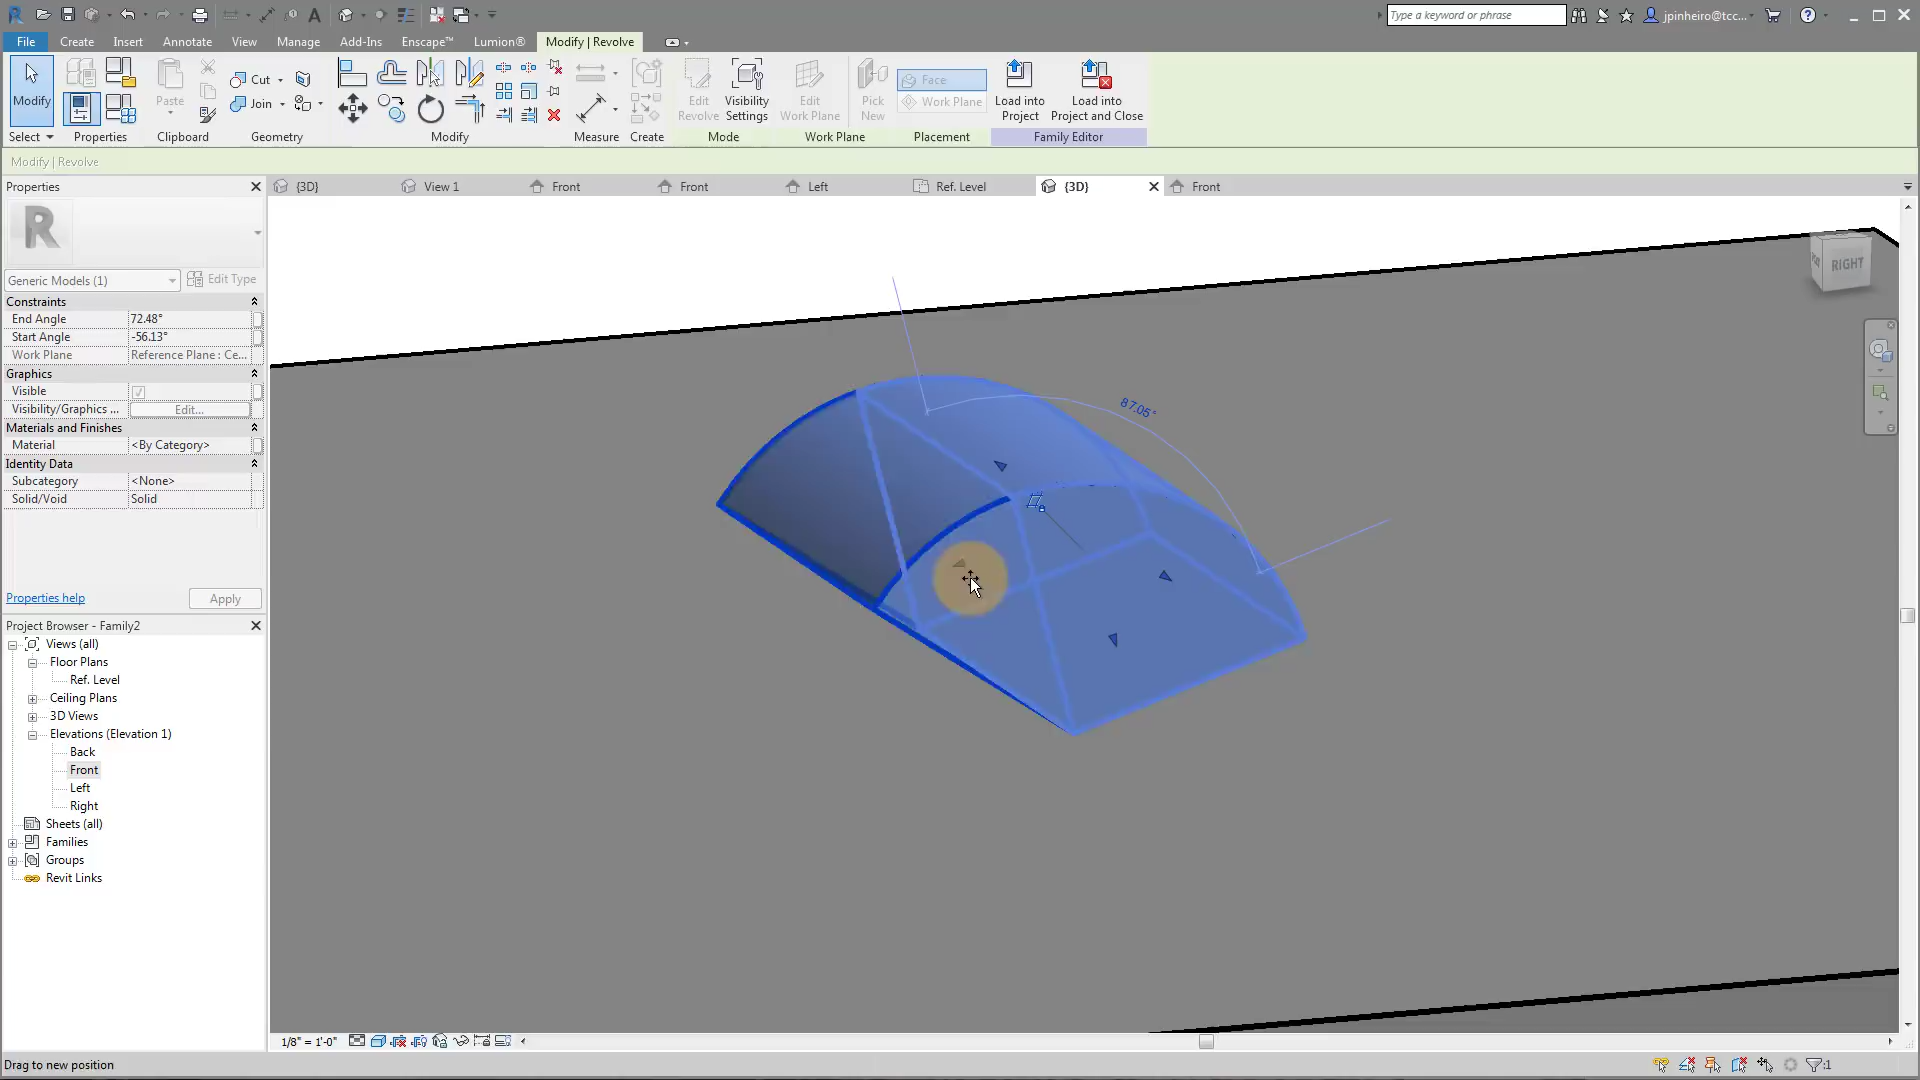 Type a keyword or phrase
jpinheiro@tcc...
File Create Insert Annotate View Manage Add-Ins Enscape™ Lumion® Modify | Revolve
Modify
Select
Properties
Paste
Clipboard
Cut
Join
Geometry
Modify
Measure
Create
Edit Revolve
Visibility Settings
Mode
Edit Work Plane
Work Plane
Pick New
Face
Work Plane
Placement
Load into Project
Load into Project and Close
Family Editor
Modify | Revolve
Properties
{3D} View 1 Front Front Left Ref. Level {3D} Front
R
Generic Models (1) Edit Type
Constraints
End Angle 72.48°
Start Angle -56.13°
Work Plane Reference Plane : Ce...
Graphics
Visible
Visibility/Graphics ... Edit...
Materials and Finishes
Material <By Category>
Identity Data
Subcategory <None>
Solid/Void Solid
Properties help Apply
Project Browser - Family2
Views (all)
Floor Plans
Ref. Level
Ceiling Plans
3D Views
Elevations (Elevation 1)
Back
Front
Left
Right
Sheets (all)
Families
Groups
Revit Links
87.05°
RIGHT
1/8" = 1'-0"
Drag to new position
:1